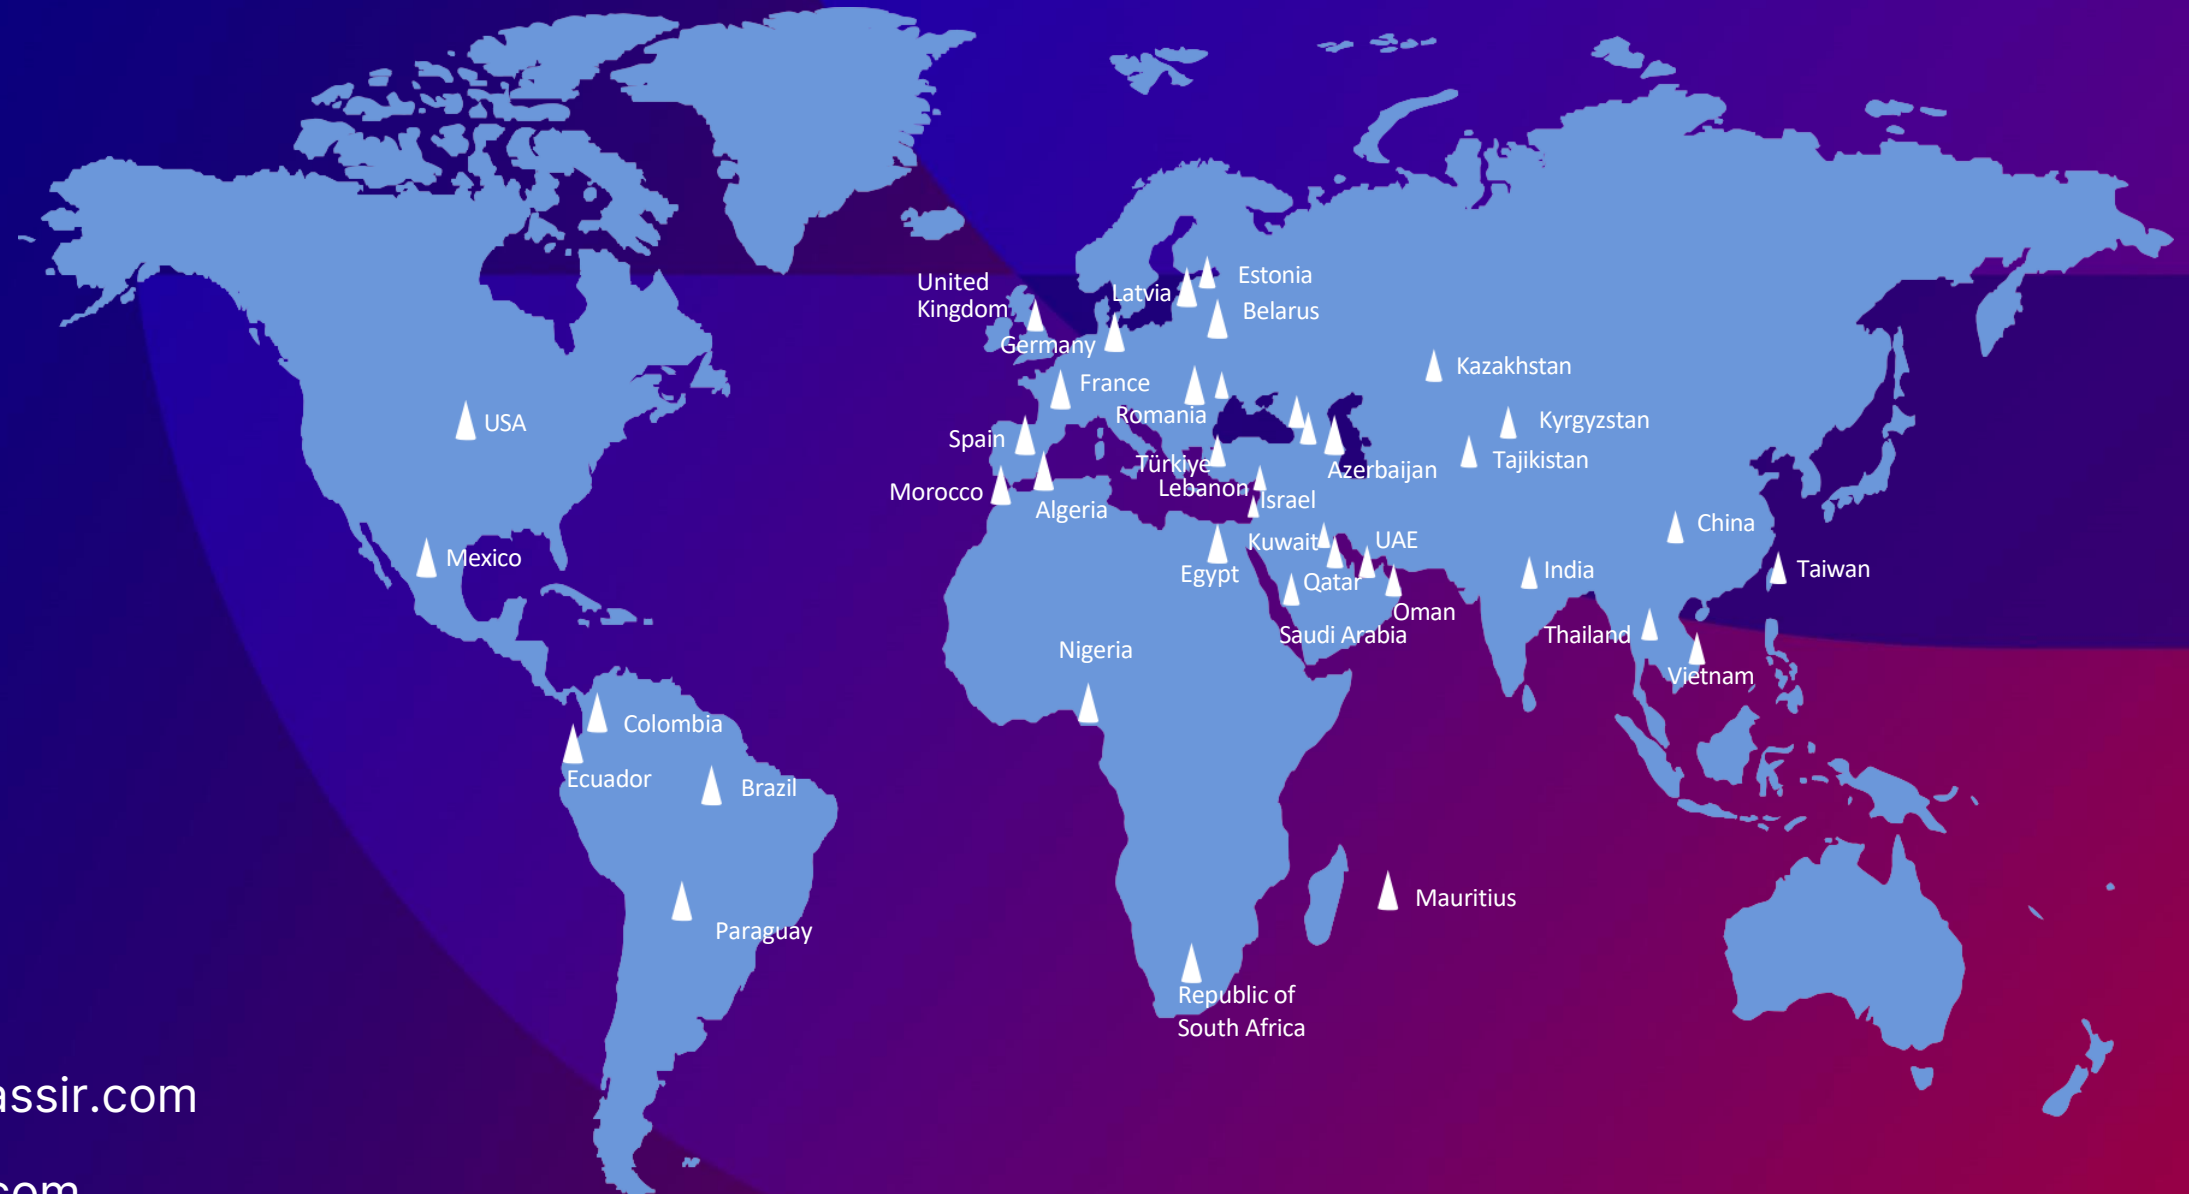 United
Kingdom
Latvia
Estonia
Belarus
Germany
France
Romania
Kazakhstan
Kyrgyzstan
Tajikistan
USA
Spain
Türkiye
Azerbaijan
Lebanon
Israel
Morocco
Algeria
China
Mexico
Kuwait
UAE
Egypt
Qatar
India
Taiwan
Oman
Saudi Arabia
Thailand
Nigeria
Vietnam
Colombia
Ecuador
Brazil
Mauritius
Paraguay
Republic of
South Africa
assir.com
com